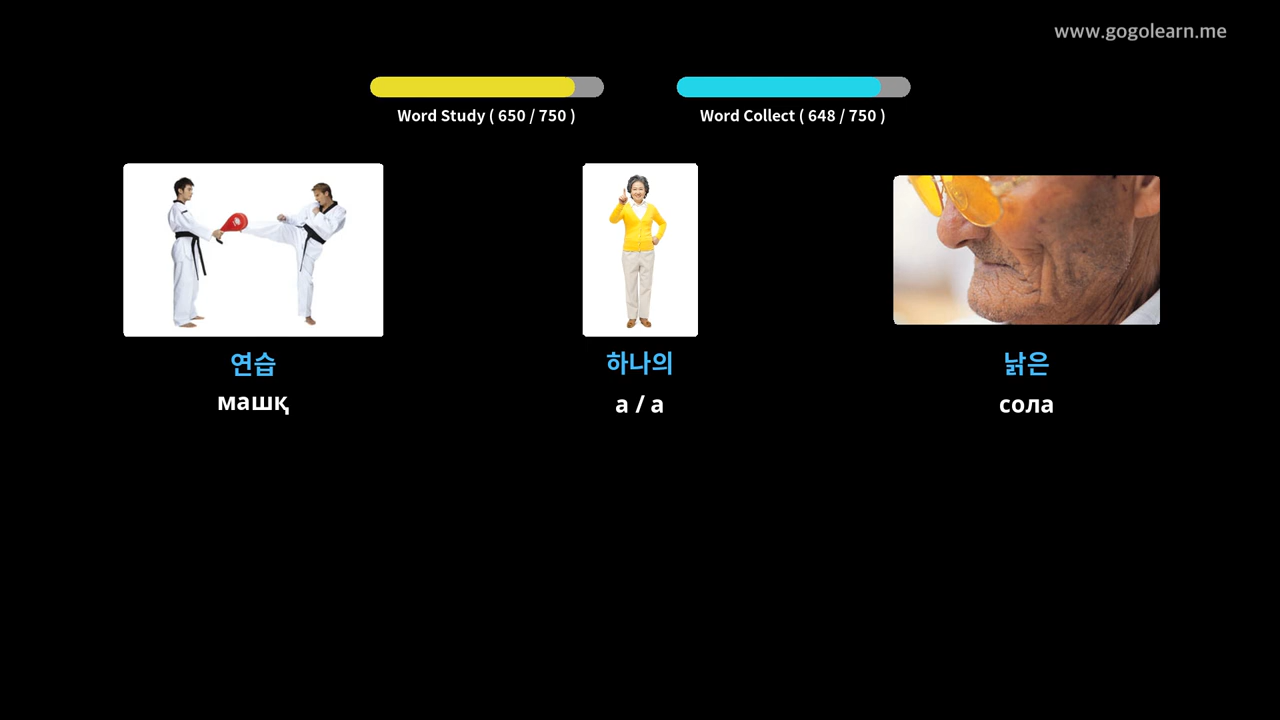 www.gogolearn.me
Word Study ( 650 / 750 )
Word Collect ( 648 / 750 )
연습
하나의
낡은
машқ
а / а
сола